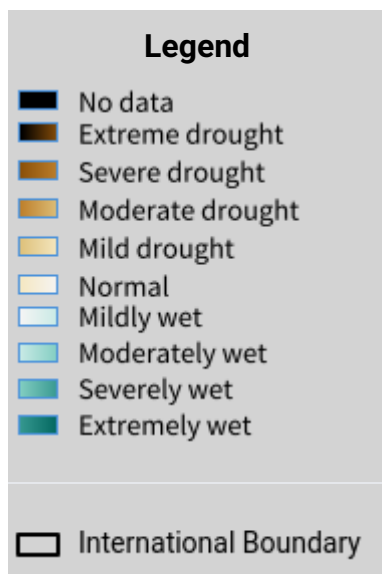 Legend
No data
Extreme drought
Severe drought
Moderate drought
Mild drought
Normal
Mildly wet
Moderately wet
Severely wet
Extremely wet
International Boundary